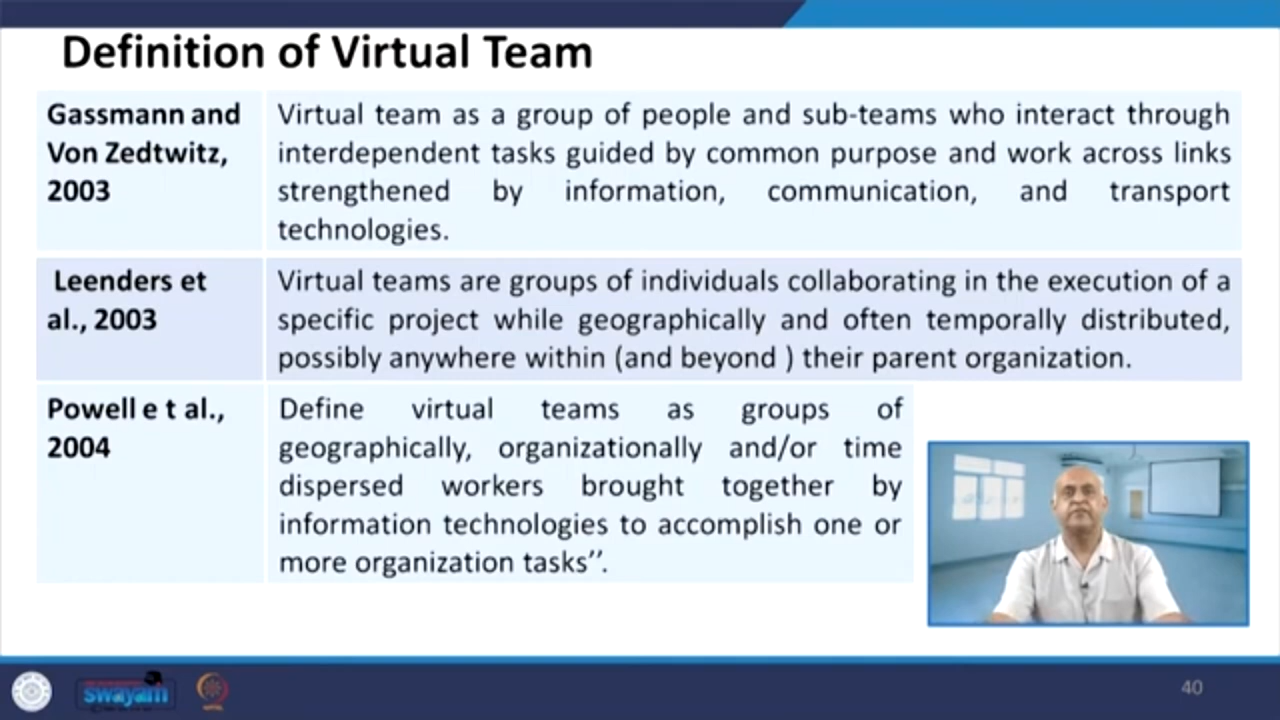 Definition of Virtual Team
Gassmann and
Von Zedtwitz,
2003
Virtual team as a group of people and sub-teams who interact through
interdependent tasks guided by common purpose and work across links
strengthened by information, communication, and transport
technologies.
Leenders et
al., 2003
Virtual teams are groups of individuals collaborating in the execution of a
specific project while geographically and often temporally distributed,
possibly anywhere within (and beyond ) their parent organization.
Powell e t al.,
2004
Define virtual teams as groups of
geographically, organizationally and/or time
dispersed workers brought together by
information technologies to accomplish one or
more organization tasks’’.
swayam
40